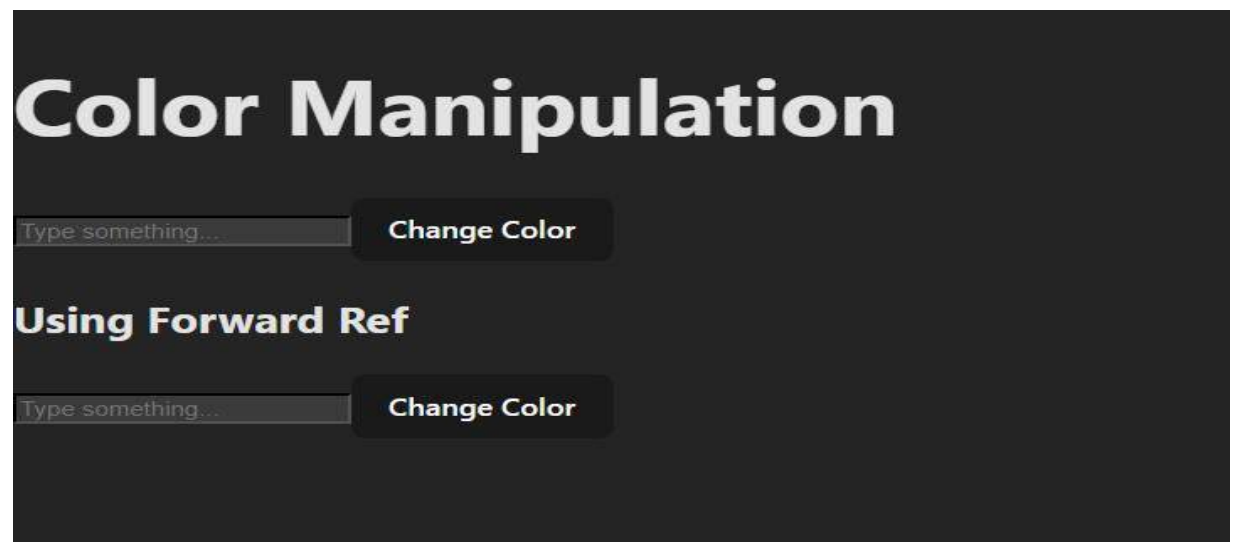 Color Manipulation
Type something... Change Color
Using Forward Ref
Type something... Change Color